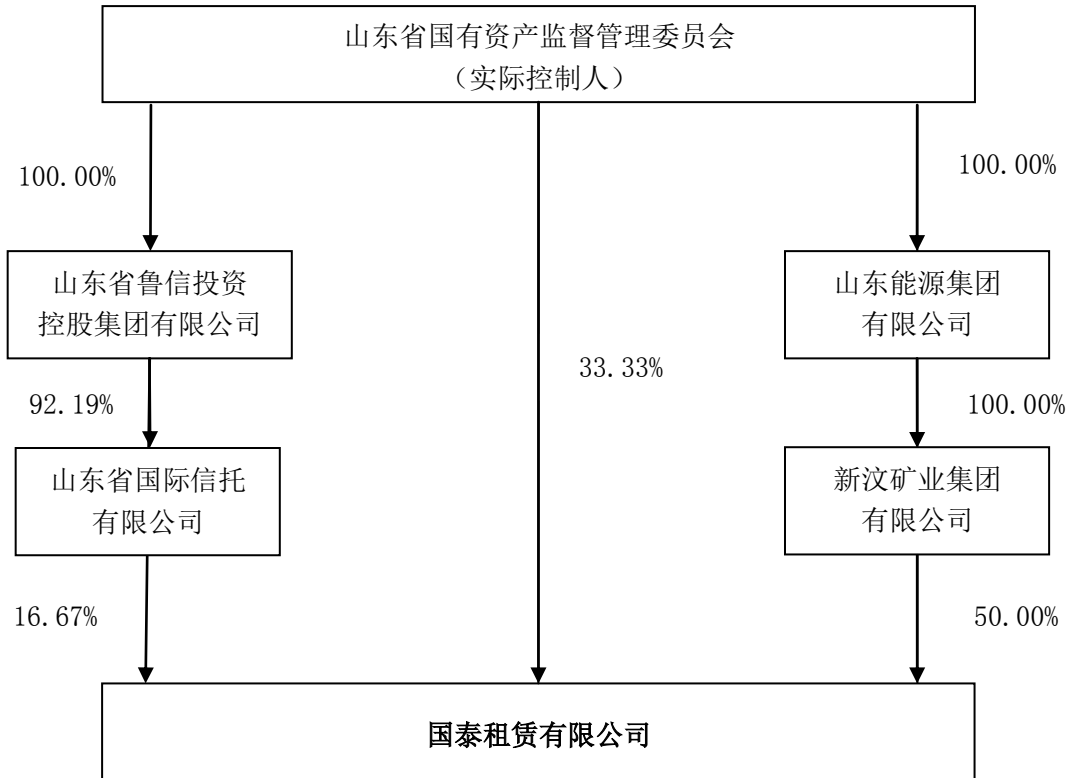 山东省国有资产监督管理委员会
（实际控制人）
100.00%
100.00%
山东省鲁信投资
控股集团有限公司
山东能源集团
有限公司
33.33%
92.19%
100.00%
山东省国际信托
有限公司
新汶矿业集团
有限公司
16.67%
50.00%
国泰租赁有限公司